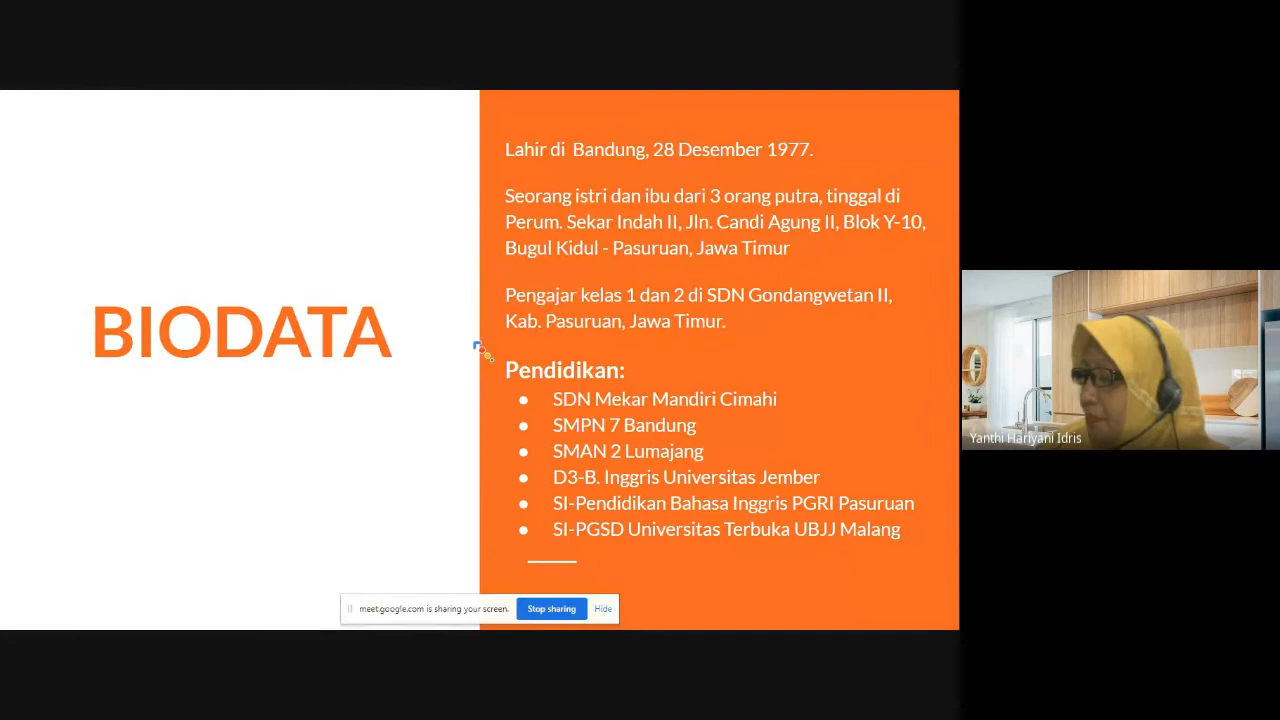 BIODATA
Lahir di Bandung, 28 Desember 1977.
Seorang istri dan ibu dari 3 orang putra, tinggal di
Perum. Sekar Indah II, Jln. Candi Agung II, Blok Y-10,
Bugul Kidul - Pasuruan, Jawa Timur
Pengajar kelas 1 dan 2 di SDN Gondangwetan II,
Kab. Pasuruan, Jawa Timur.
Pendidikan:
● SDN Mekar Mandiri Cimahi
● SMPN 7 Bandung
● SMAN 2 Lumajang
● D3-B. Inggris Universitas Jember
● SI-Pendidikan Bahasa Inggris PGRI Pasuruan
● SI-PGSD Universitas Terbuka UBJJ Malang
meet.google.com is sharing your screen. Stop sharing Hide
Yanthi Hariyani Idris